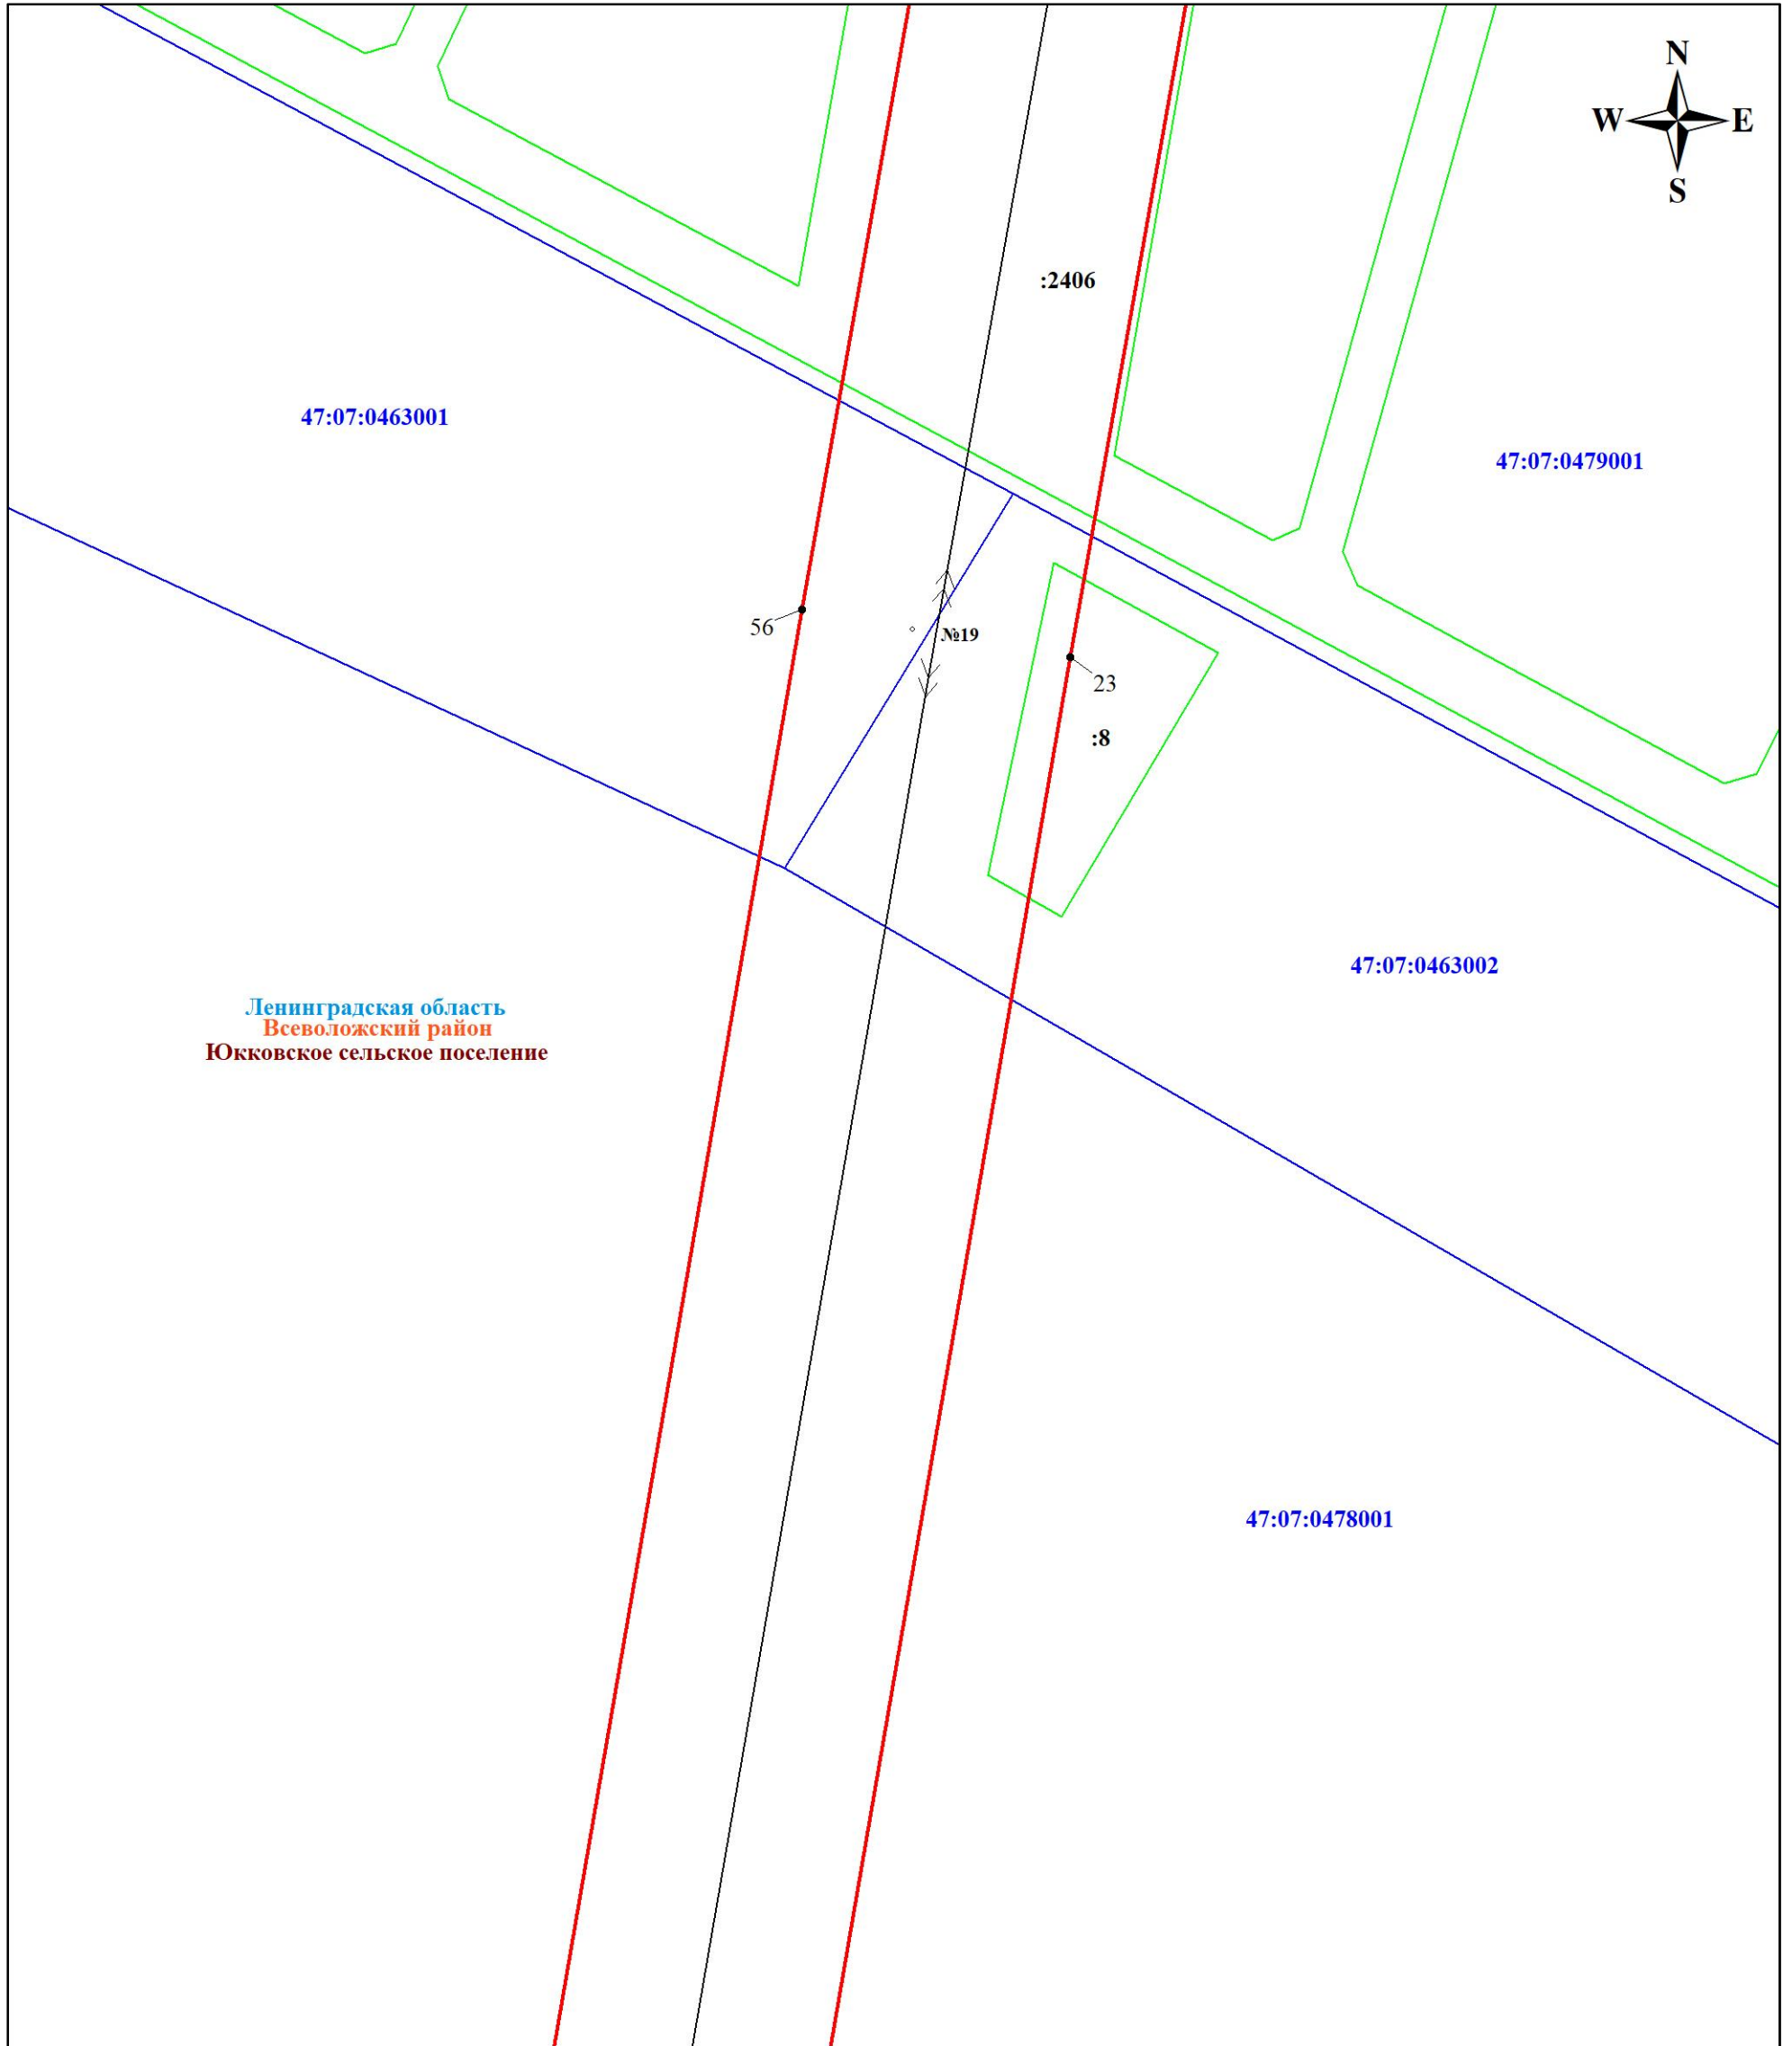 N
W E
S
:2406
47:07:0463001
47:07:0479001
56
№19
23
:8
47:07:0463002
Ленинградская область
Всеволожский район
Юкковское сельское поселение
47:07:0478001